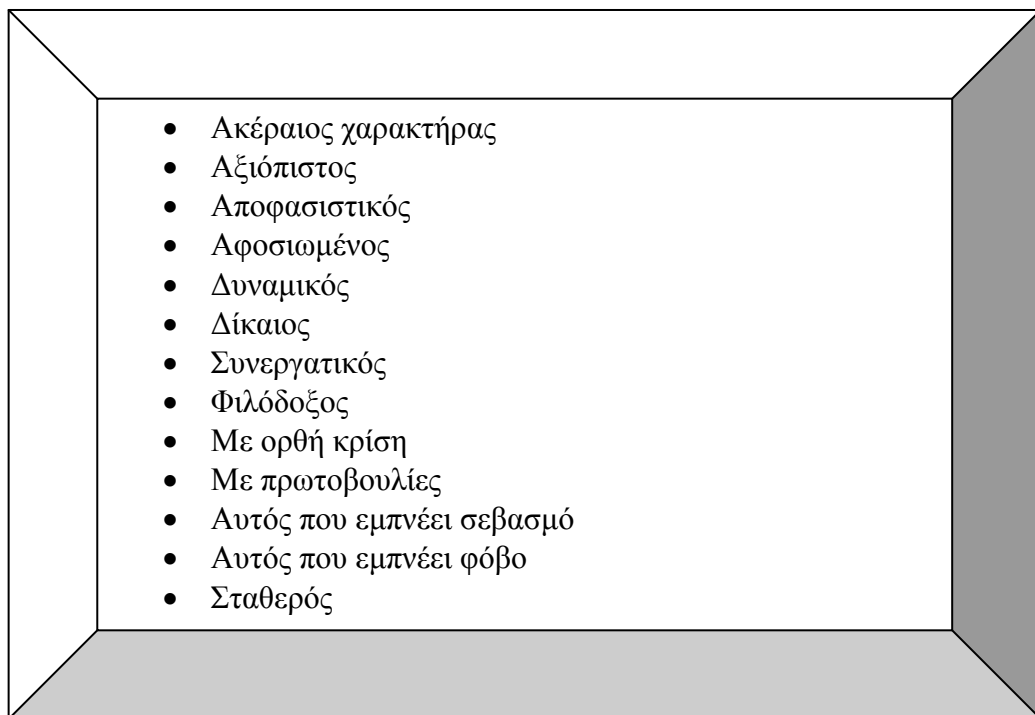 • Ακέραιος χαρακτήρας
• Αξιόπιστος
• Αποφασιστικός
• Αφοσιωμένος
• Δυναμικός
• Δίκαιος
• Συνεργατικός
• Φιλόδοξος
• Με ορθή κρίση
• Με πρωτοβουλίες
• Αυτός που εμπνέει σεβασμό
• Αυτός που εμπνέει φόβο
• Σταθερός